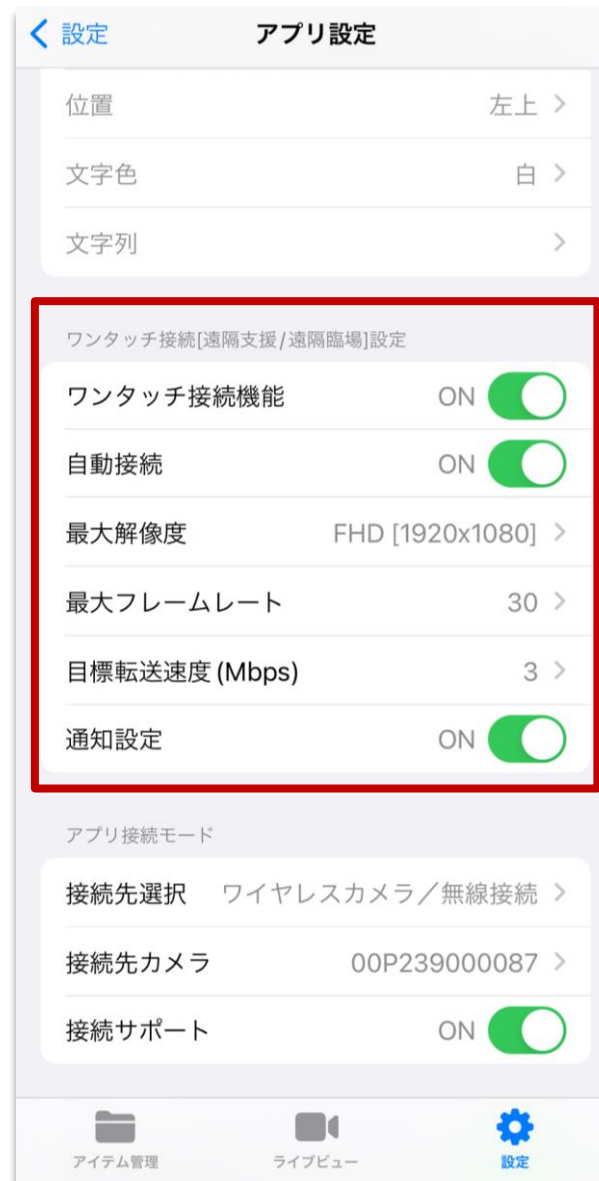 設定 アプリ設定
位置 左上
文字色 白
文字列
ワンタッチ接続[遠隔支援/遠隔臨場]設定
ワンタッチ接続機能 ON
自動接続 ON
最大解像度 FHD [1920x1080]
最大フレームレート 30
目標転送速度(Mbps) 3
通知設定 ON
アプリ接続モード
接続先選択 ワイヤレスカメラ／無線接続
接続先カメラ 00P239000087
接続サポート ON
アイテム管理 ライブビュー 設定